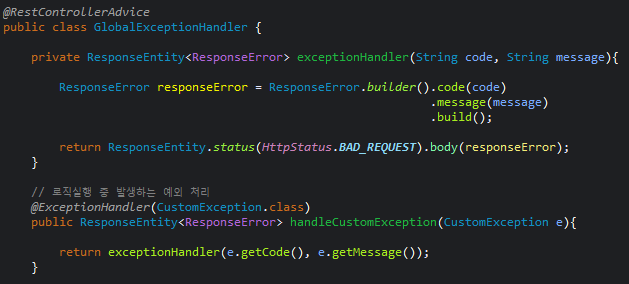 @RestControllerAdvice
public class GlobalExceptionHandler {
private ResponseEntity<ResponseError> exceptionHandler(String code, String message){
ResponseError responseError = ResponseError.builder().code(code)
.message(message)
.build();
return ResponseEntity.status(HttpStatus.BAD_REQUEST).body(responseError);
}
// 로직실행 중 발생하는 예외 처리
@ExceptionHandler(CustomException.class)
public ResponseEntity<ResponseError> handleCustomException(CustomException e){
return exceptionHandler(e.getCode(), e.getMessage());
}